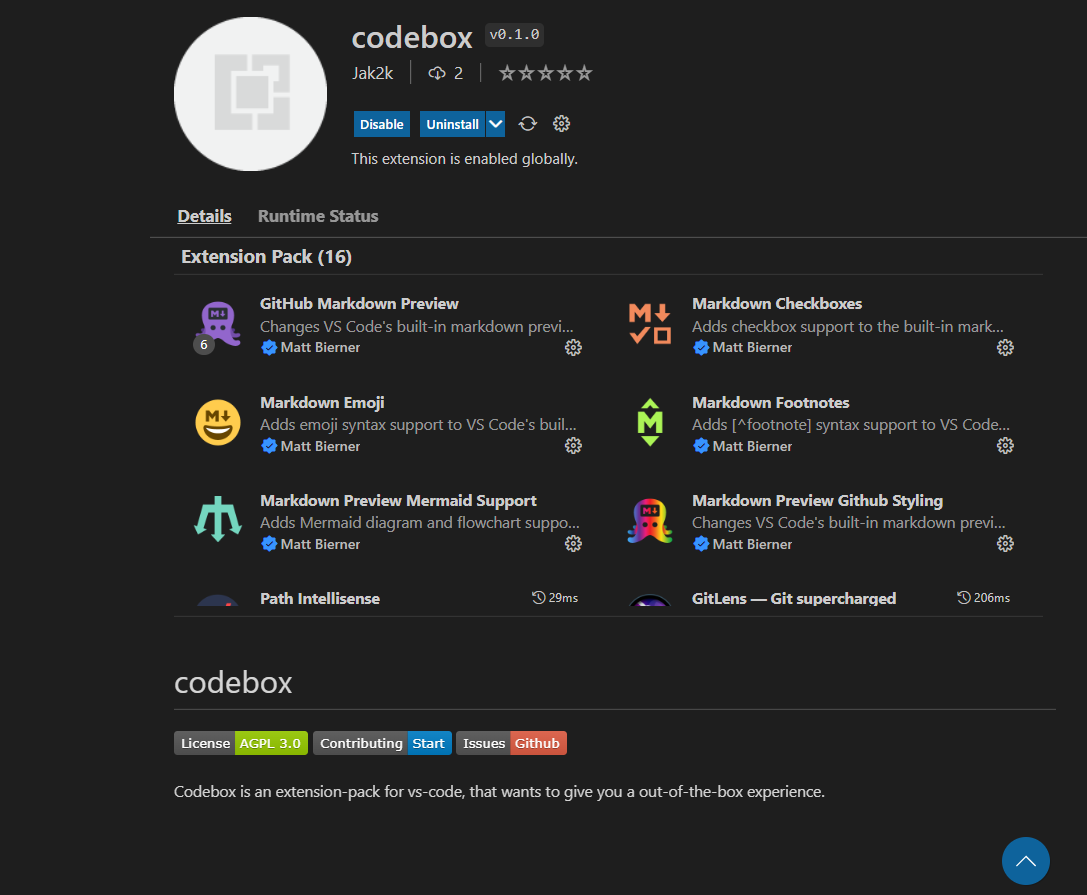 codebox v0.1.0
Jak2k 2
Disable Uninstall
This extension is enabled globally.
Details Runtime Status
Extension Pack (16)
GitHub Markdown Preview
Changes VS Code's built-in markdown previ...
6
Matt Bierner
Markdown Checkboxes
Adds checkbox support to the built-in mark...
Matt Bierner
Markdown Emoji
Adds emoji syntax support to VS Code's buil...
Matt Bierner
Markdown Footnotes
Adds [^footnote] syntax support to VS Code...
Matt Bierner
Markdown Preview Mermaid Support
Adds Mermaid diagram and flowchart suppo...
Matt Bierner
Markdown Preview Github Styling
Changes VS Code's built-in markdown previ...
Matt Bierner
Path Intellisense 29ms
GitLens — Git supercharged 206ms
codebox
License AGPL 3.0 Contributing Start Issues Github
Codebox is an extension-pack for vs-code, that wants to give you a out-of-the-box experience.